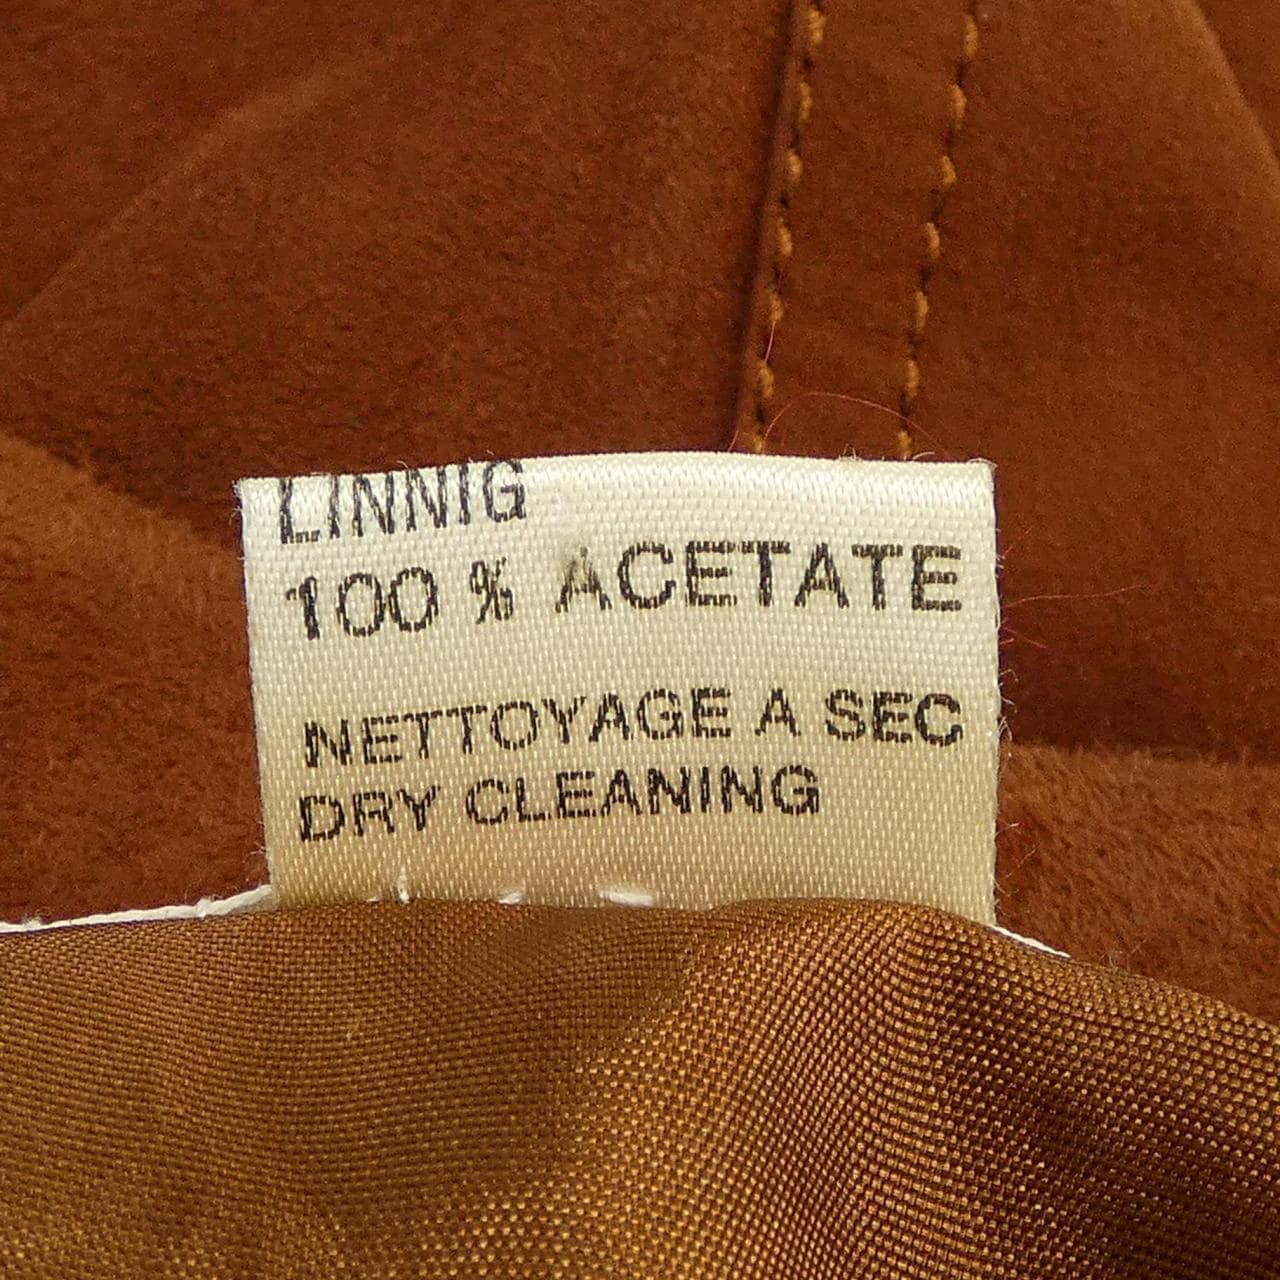 LINNIG
100 % ACETATE
NETTOYAGE A SEC
DRY CLEANING